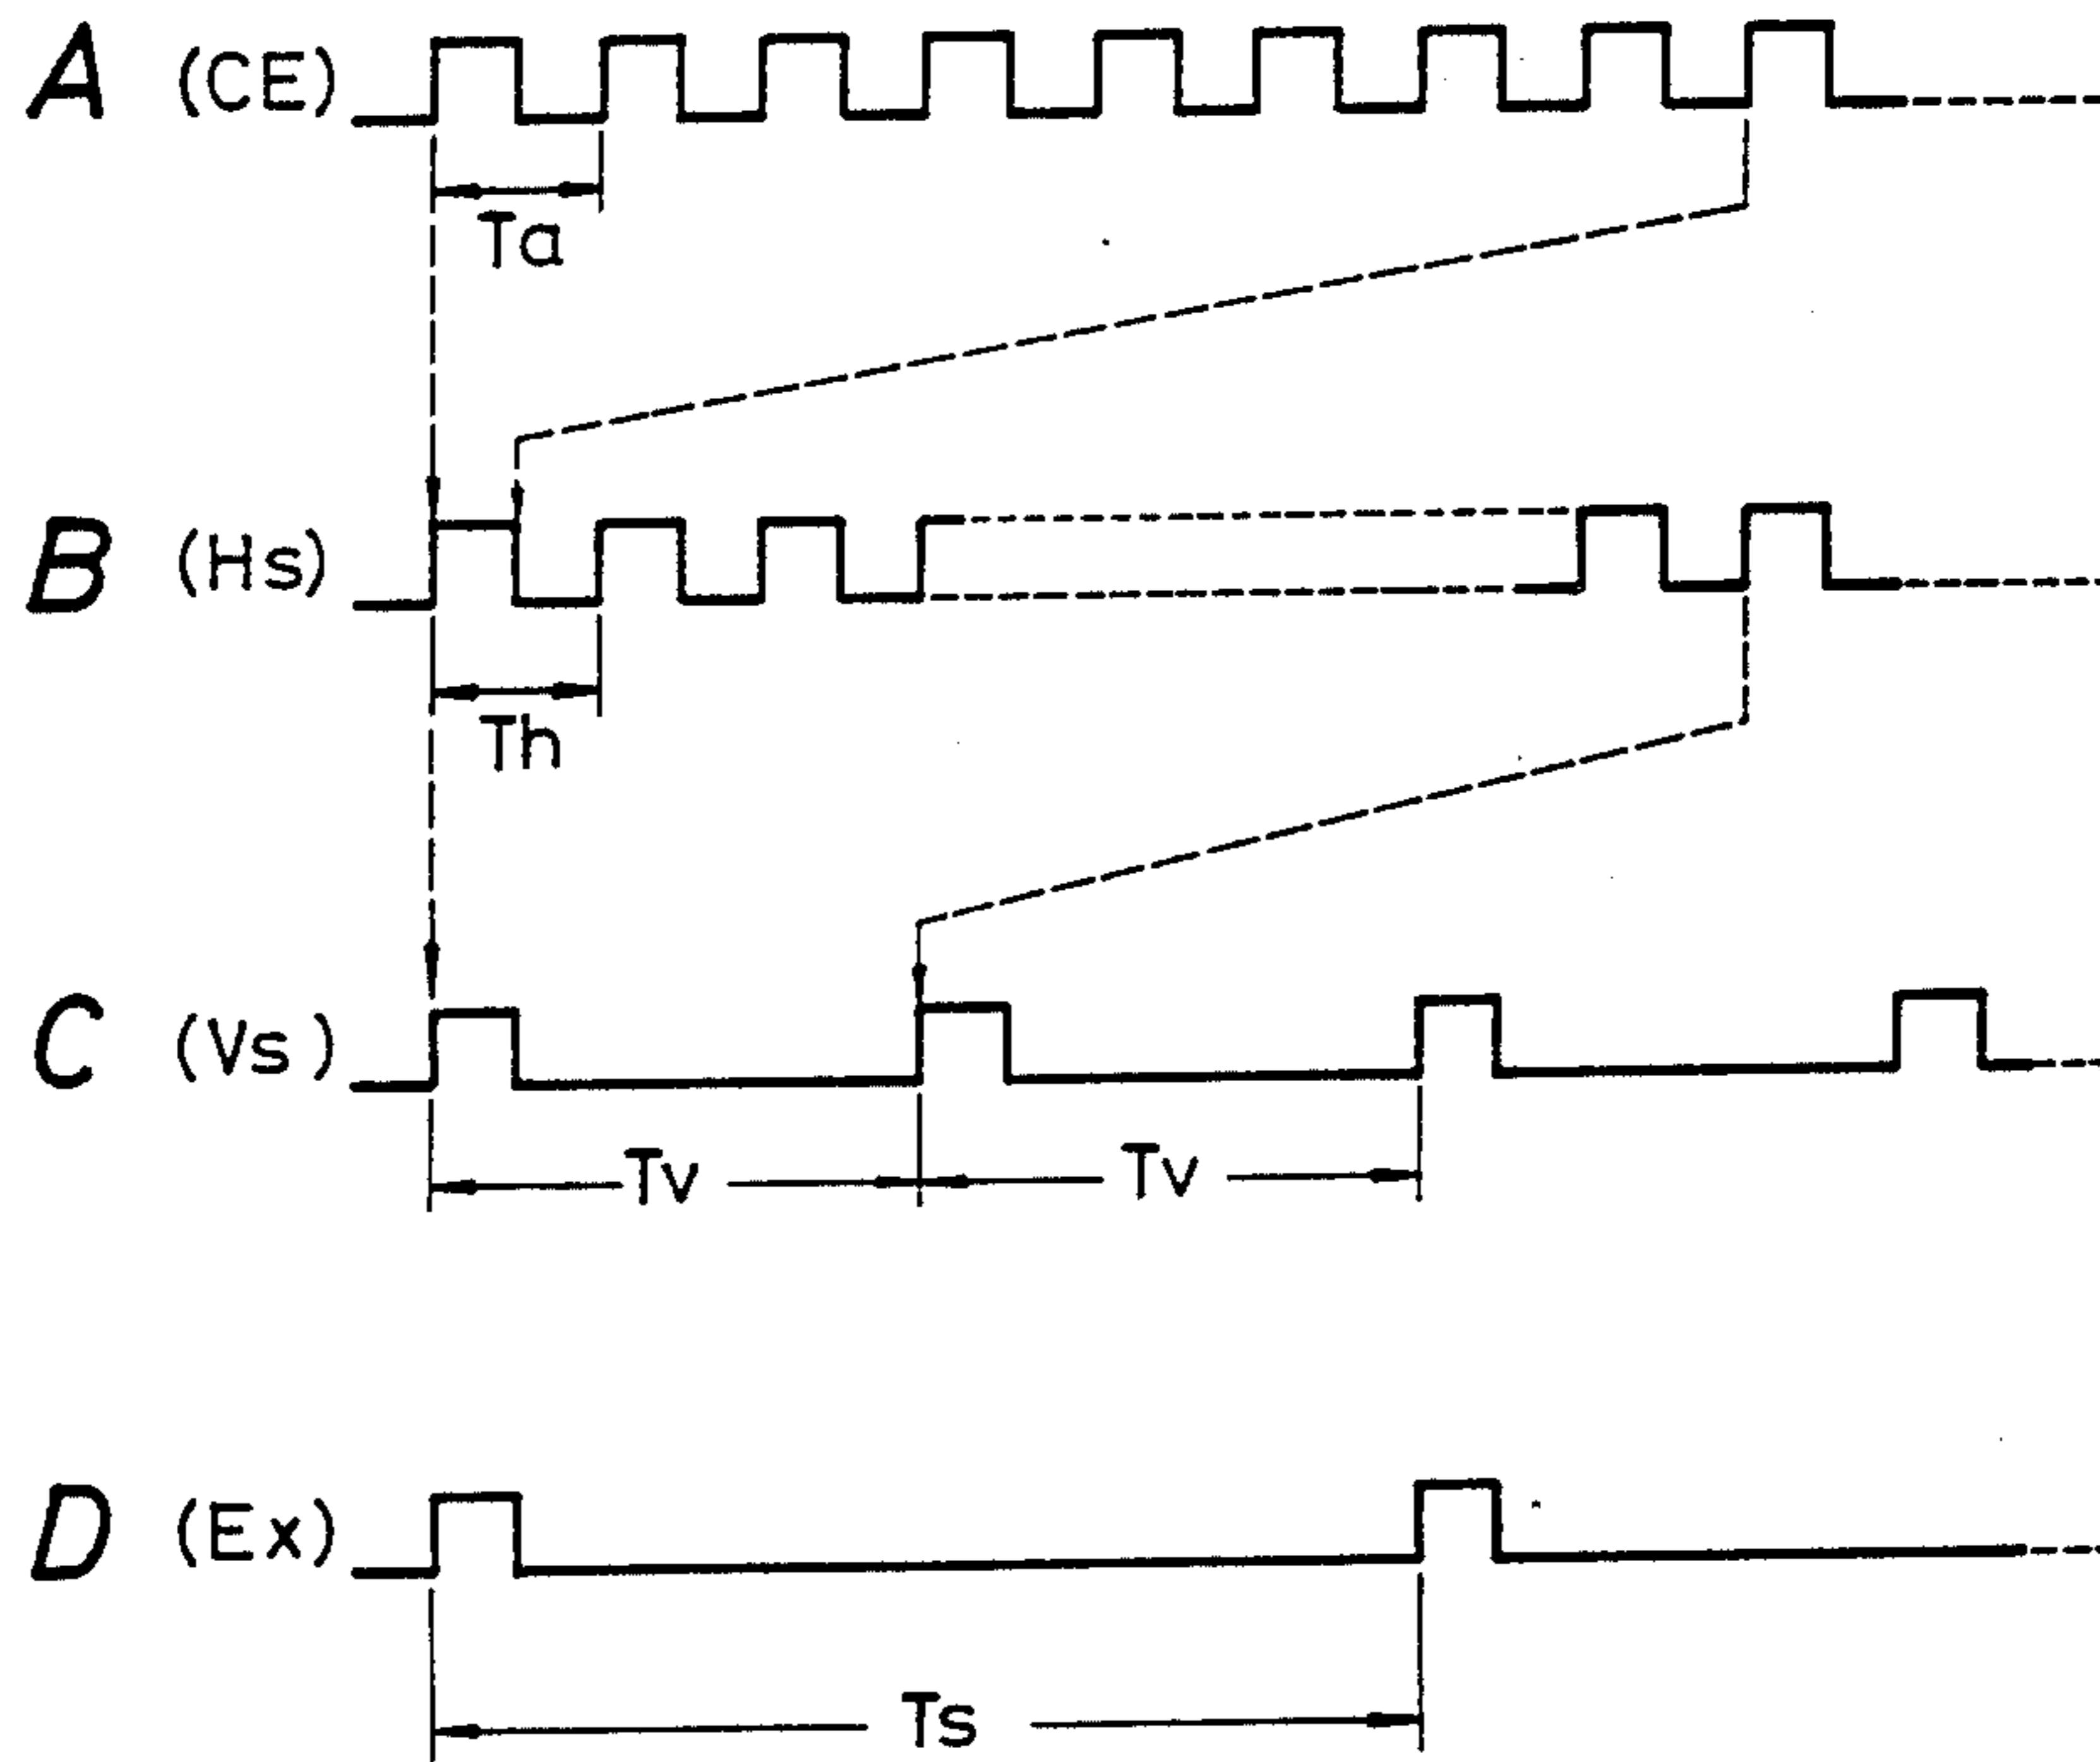 A (CE)
Ta
B (Hs)
Th
C (Vs)
Tv Tv
D (Ex)
Ts